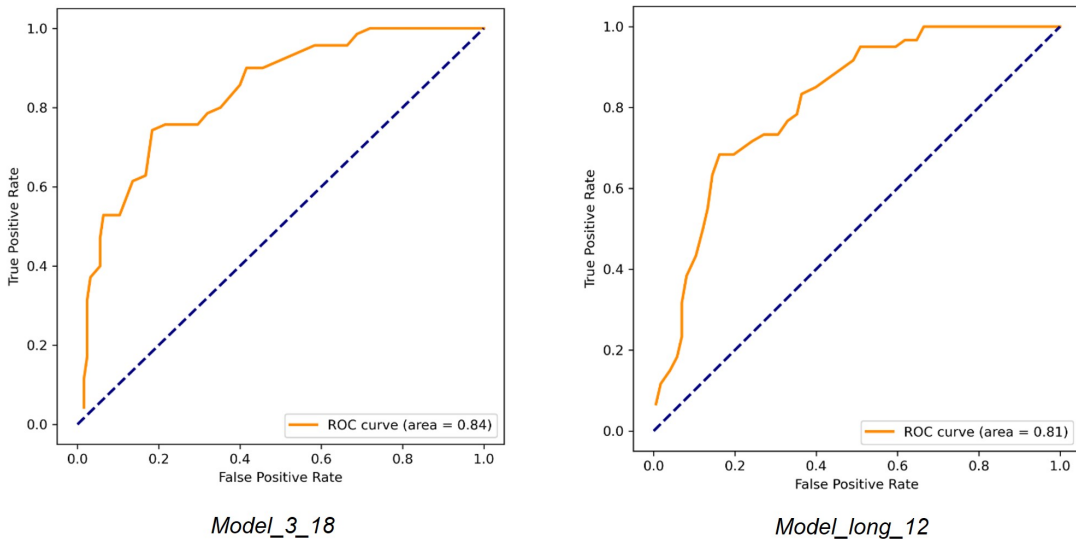 1.0
0.8
0.6
0.4
0.2
0.0
True Positive Rate
ROC curve (area = 0.84)
0.0 0.2 0.4 0.6 0.8 1.0
False Positive Rate
Model_3_18
1.0
0.8
0.6
0.4
0.2
0.0
True Positive Rate
ROC curve (area = 0.81)
0.0 0.2 0.4 0.6 0.8 1.0
False Positive Rate
Model_long_12